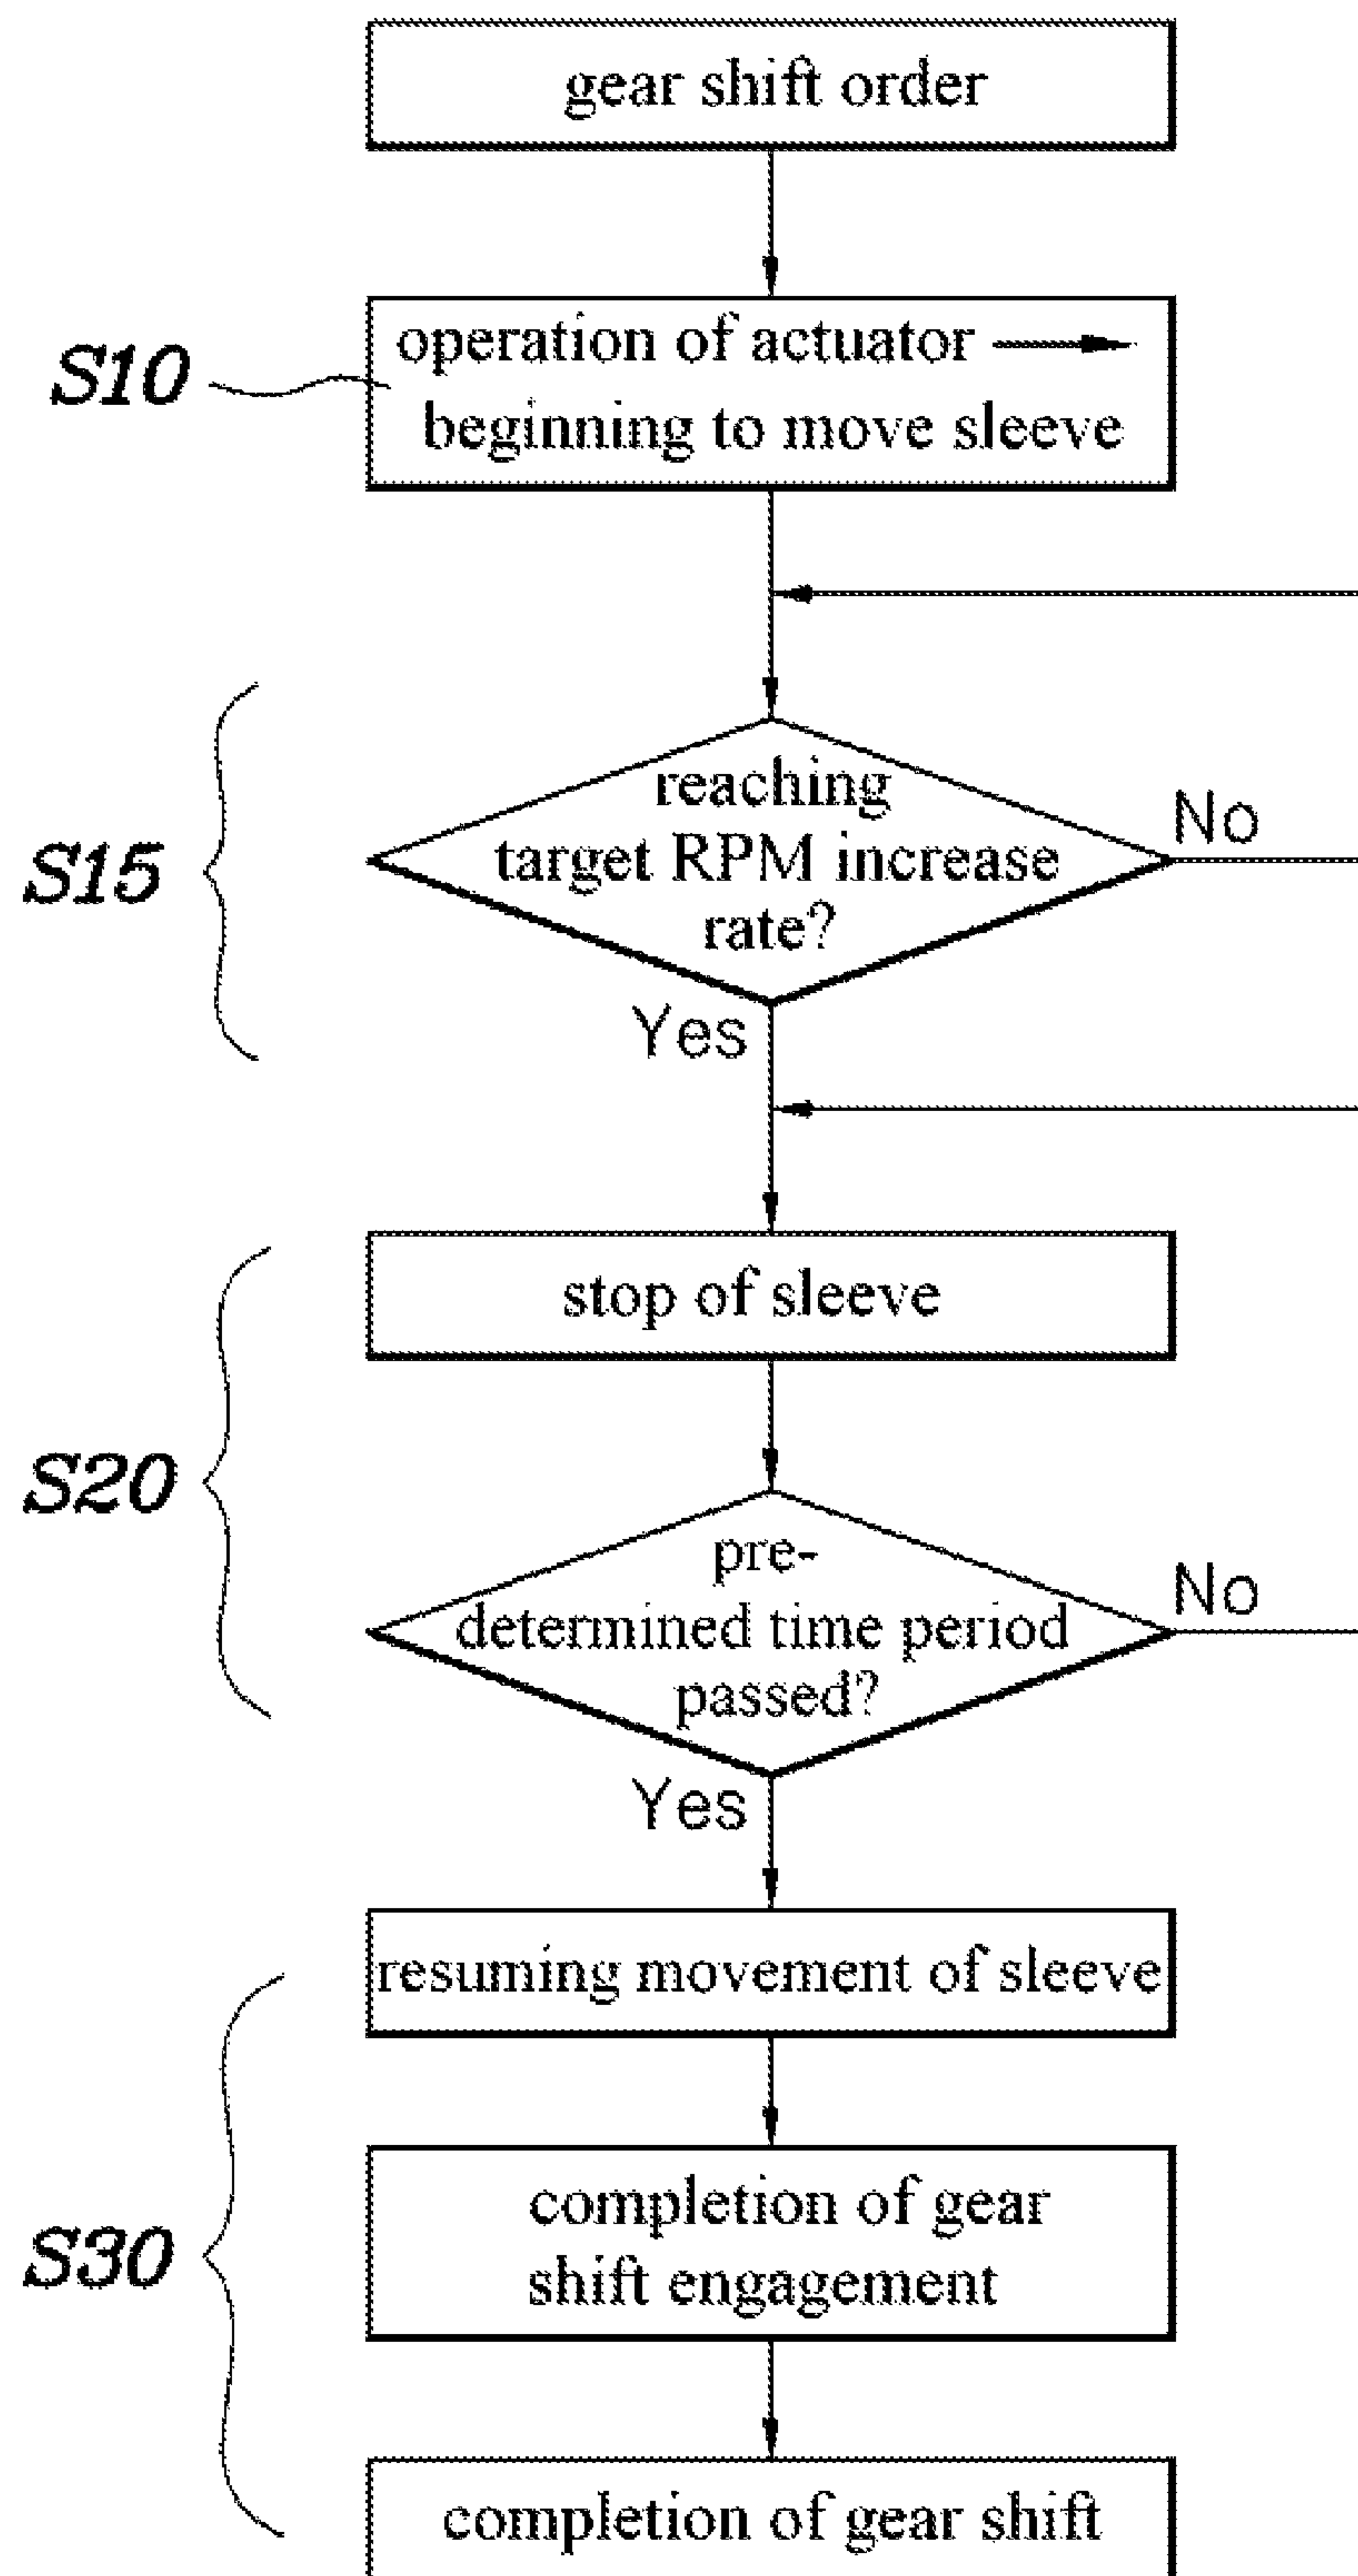 gear shift order
S10
operation of actuator
beginning to move sleeve
S15
reaching
target RPM increase
rate?
No
Yes
stop of sleeve
S20
pre-
determined time period
passed?
No
Yes
resuming movement of sleeve
S30
completion of gear
shift engagement
completion of gear shift